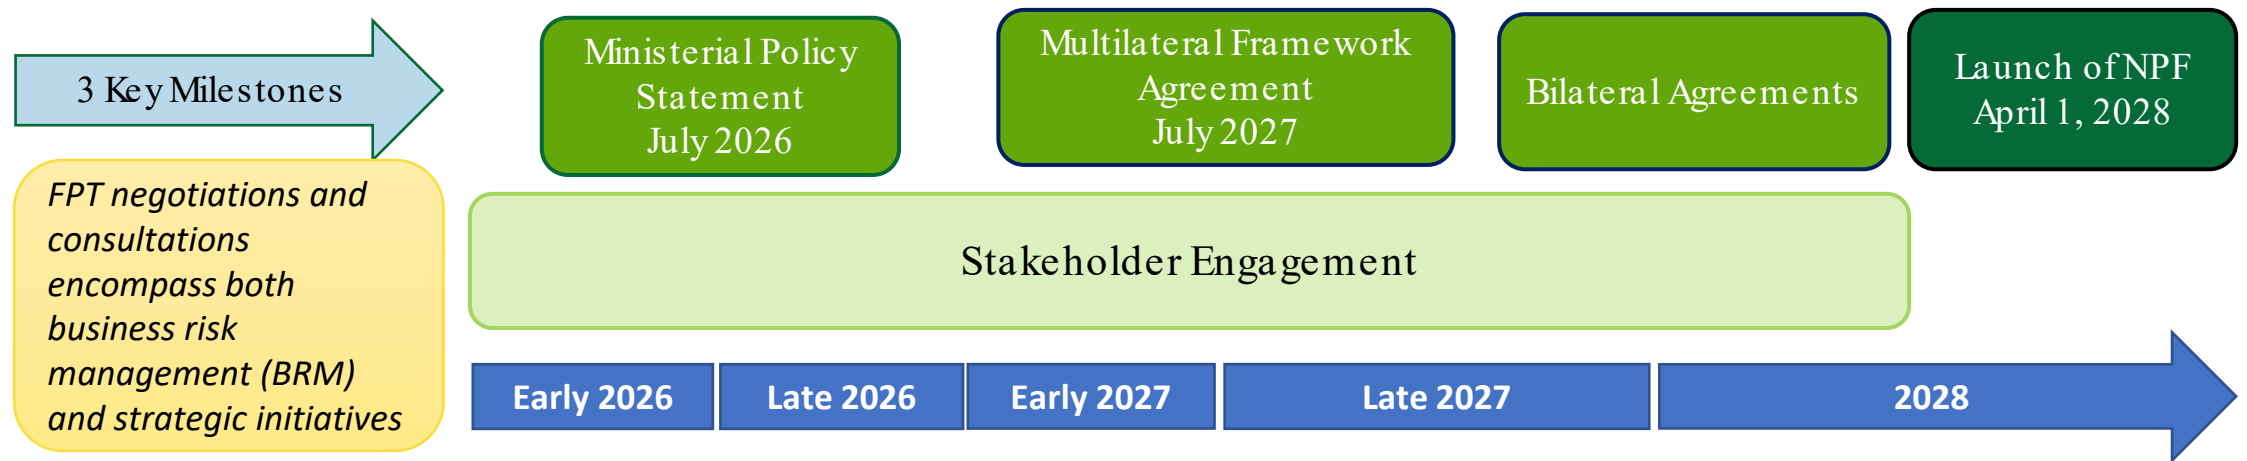 3 Key Milestones
Ministerial Policy
Statement
July 2026
Multilateral Framework
Agreement
July 2027
Bilateral Agreements
Launch of NPF
April 1, 2028
FPT negotiations and
consultations
encompass both
business risk
management (BRM)
and strategic initiatives
Stakeholder Engagement
Early 2026
Late 2026
Early 2027
Late 2027
2028